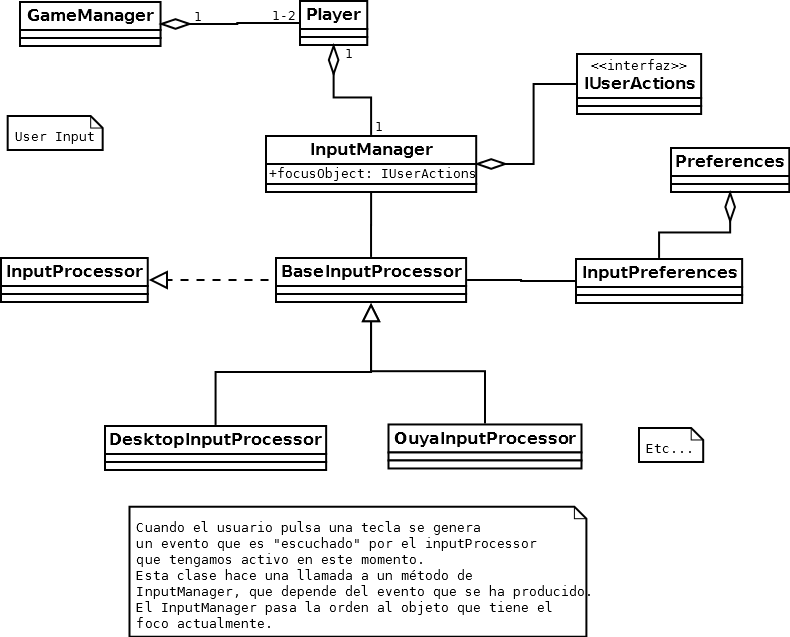 GameManager
1
1-2
Player
1
<<interfaz>>
IUserActions
User Input
1
InputManager
+focusObject: IUserActions
Preferences
InputProcessor
BaseInputProcessor
InputPreferences
DesktopInputProcessor
OuyaInputProcessor
Etc...
Cuando el usuario pulsa una tecla se genera
un evento que es "escuchado" por el inputProcessor
que tengamos activo en este momento.
Esta clase hace una llamada a un método de
InputManager, que depende del evento que se ha producido.
El InputManager pasa la orden al objeto que tiene el
foco actualmente.